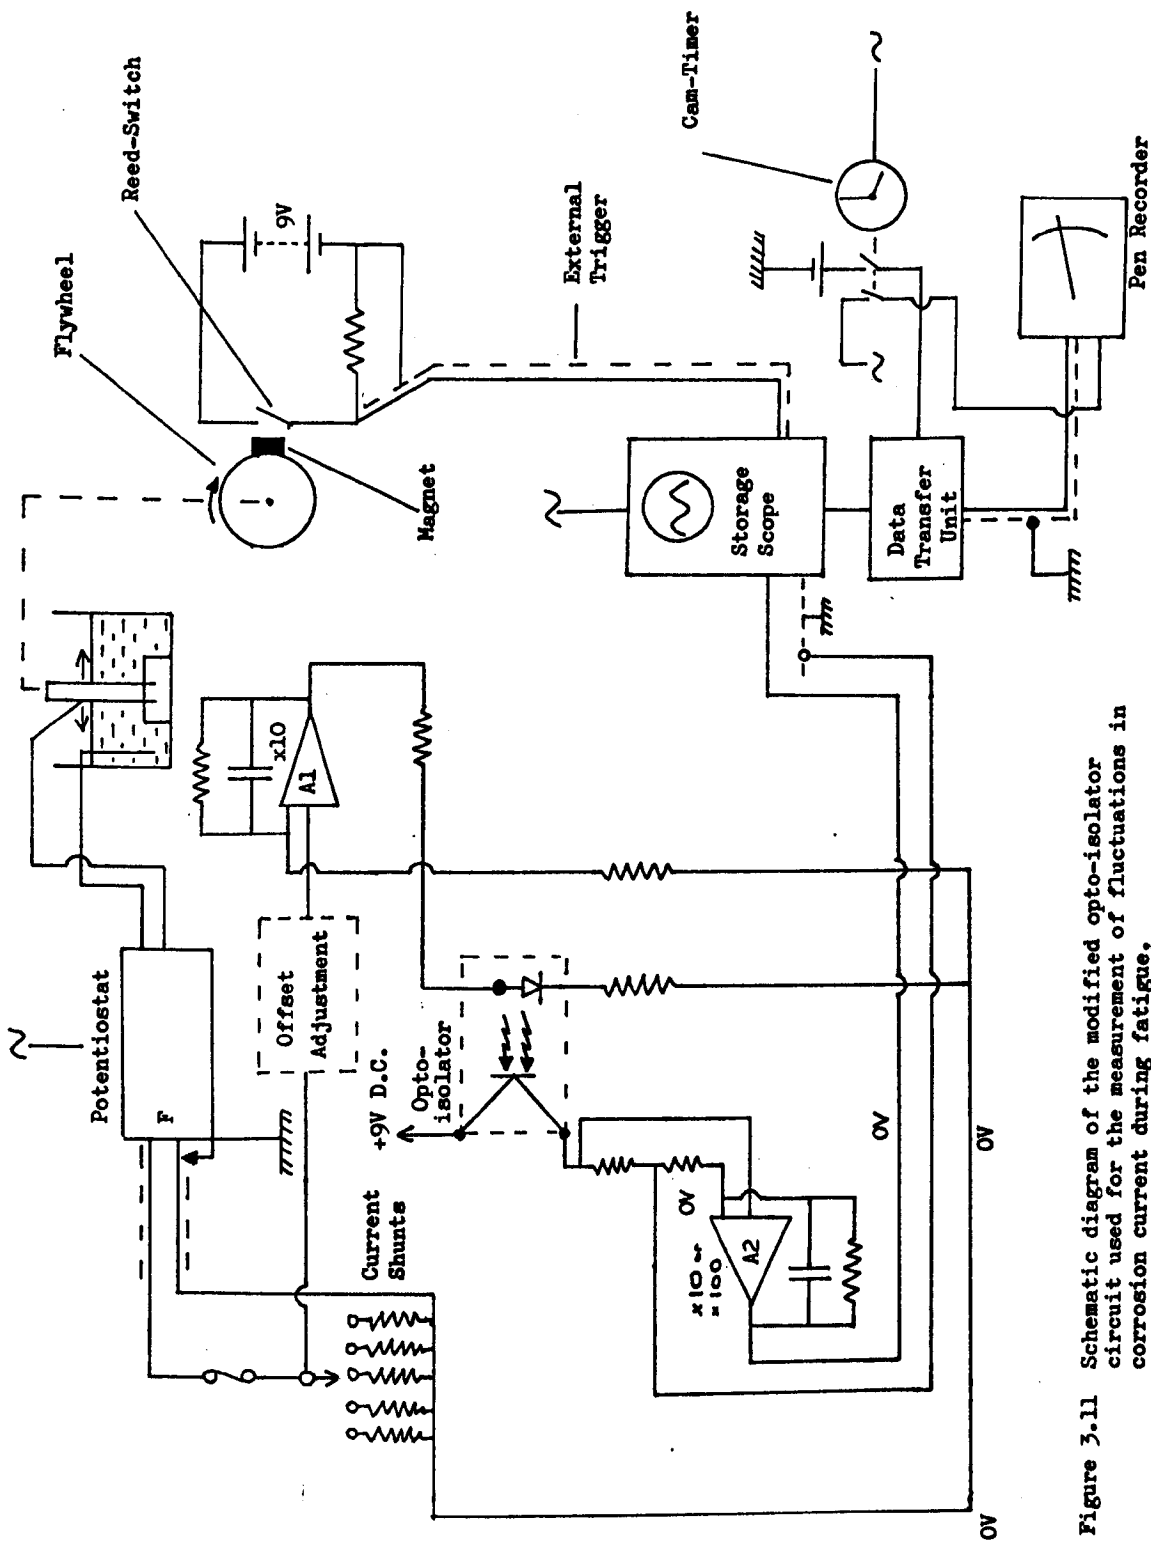 Flywheel
Reed-Switch
9V
Magnet
External
Trigger
Cam-Timer
Potentiostat
F
Offset
Adjustment
A1
x10
+9V D.C.
Opto-
isolator
Current
Shunts
Storage
Scope
Data
Transfer
Unit
Pen Recorder
0V
x10 or
x100
A2
0V
0V
0V
Figure 3.11 Schematic diagram of the modified opto-isolator
circuit used for the measurement of fluctuations in
corrosion current during fatigue.